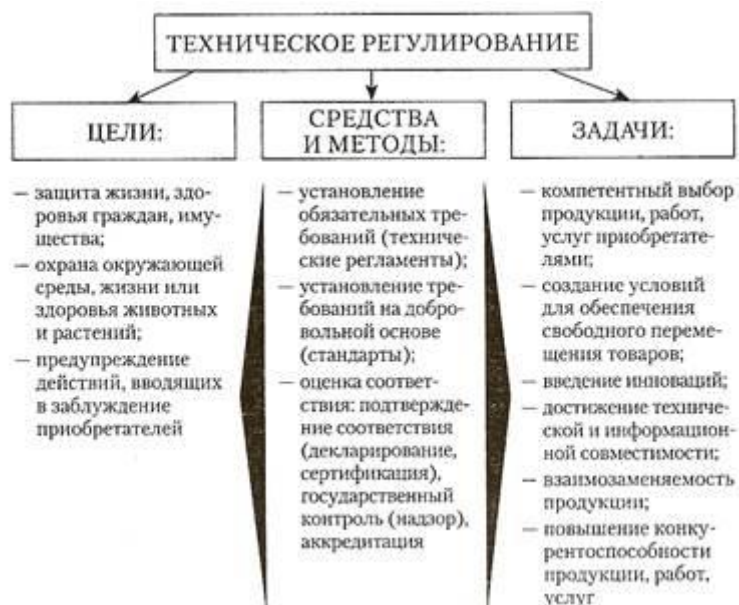 ТЕХНИЧЕСКОЕ РЕГУЛИРОВАНИЕ
ЦЕЛИ:
— защита жизни, здо-
ровья граждан, иму-
щества;
— охрана окружающей
среды, жизни или
здоровья животных
и растений;
— предупреждение
действий, вводящих
в заблуждение
приобретателей
СРЕДСТВА
И МЕТОДЫ:
— установление
обязательных тре-
бований (техниче-
ские регламенты);
— установление тре-
бований на добро-
вольной основе
(стандарты);
— оценка соответ-
ствия: подтвержде-
ние соответствия
(декларирование,
сертификация),
государственный
контроль (надзор),
аккредитация
ЗАДАЧИ:
— компетентный выбор
продукции, работ,
услуг приобретате-
лями;
— создание условий
для обеспечения
свободного переме-
щения товаров;
— введение инноваций;
— достижение техниче-
ской и информацион-
ной совместимости;
— взаимозаменяемость
продукции;
— повышение конку-
рентоспособности
продукции, работ,
услуг